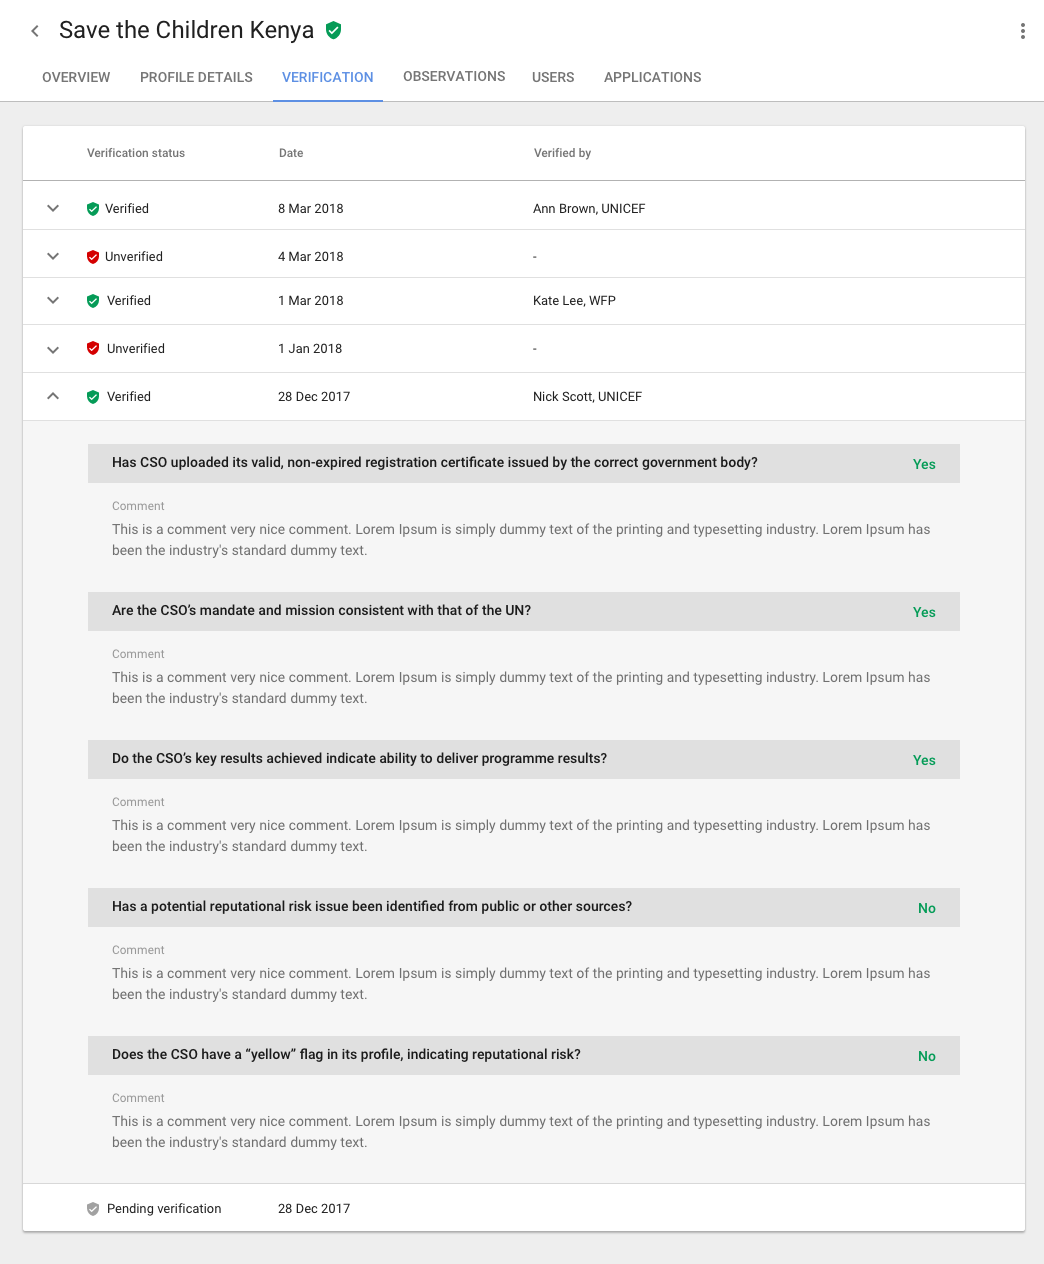 Save the Children Kenya
OVERVIEW PROFILE DETAILS VERIFICATION OBSERVATIONS USERS APPLICATIONS
Verification status Date Verified by
Verified 8 Mar 2018 Ann Brown, UNICEF
Unverified 4 Mar 2018 -
Verified 1 Mar 2018 Kate Lee, WFP
Unverified 1 Jan 2018 -
Verified 28 Dec 2017 Nick Scott, UNICEF
Has CSO uploaded its valid, non-expired registration certificate issued by the correct government body? Yes
Comment
This is a comment very nice comment. Lorem Ipsum is simply dummy text of the printing and typesetting industry. Lorem Ipsum has
been the industry's standard dummy text.
Are the CSO’s mandate and mission consistent with that of the UN? Yes
Comment
This is a comment very nice comment. Lorem Ipsum is simply dummy text of the printing and typesetting industry. Lorem Ipsum has
been the industry's standard dummy text.
Do the CSO’s key results achieved indicate ability to deliver programme results? Yes
Comment
This is a comment very nice comment. Lorem Ipsum is simply dummy text of the printing and typesetting industry. Lorem Ipsum has
been the industry's standard dummy text.
Has a potential reputational risk issue been identified from public or other sources? No
Comment
This is a comment very nice comment. Lorem Ipsum is simply dummy text of the printing and typesetting industry. Lorem Ipsum has
been the industry's standard dummy text.
Does the CSO have a “yellow” flag in its profile, indicating reputational risk? No
Comment
This is a comment very nice comment. Lorem Ipsum is simply dummy text of the printing and typesetting industry. Lorem Ipsum has
been the industry's standard dummy text.
Pending verification 28 Dec 2017